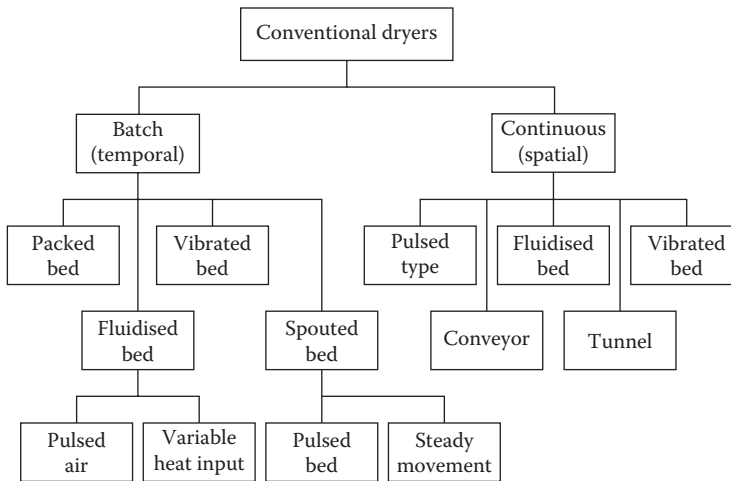 Conventional dryers
Batch
(temporal)
Continuous
(spatial)
Packed
bed
Vibrated
bed
Pulsed
type
Fluidised
bed
Vibrated
bed
Fluidised
bed
Spouted
bed
Conveyor
Tunnel
Pulsed
air
Variable
heat input
Pulsed
bed
Steady
movement